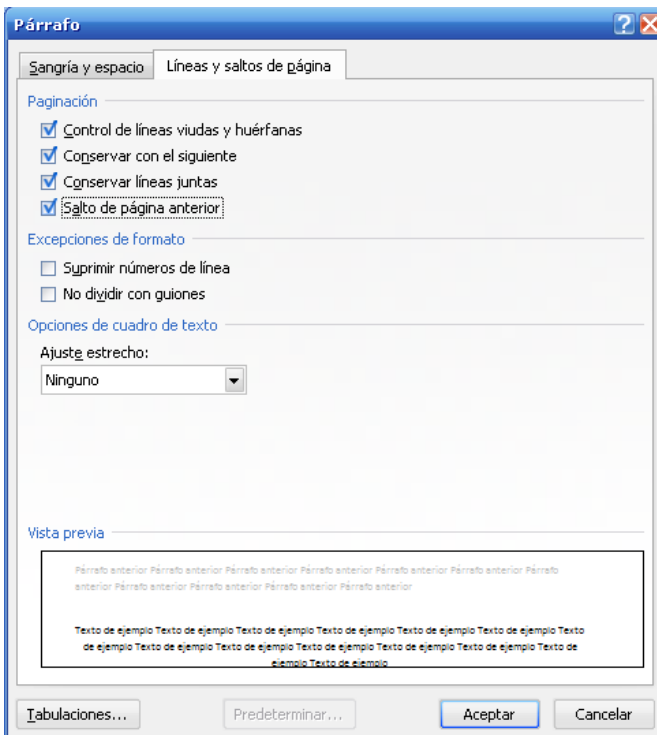 Párrafo
Sangría y espacio Líneas y saltos de página
Paginación
Control de líneas viudas y huérfanas
Conservar con el siguiente
Conservar líneas juntas
Salto de página anterior
Excepciones de formato
Suprimir números de línea
No dividir con guiones
Opciones de cuadro de texto
Ajuste estrecho:
Ninguno
Vista previa
Párrafo anterior Párrafo anterior Párrafo anterior Párrafo anterior Párrafo anterior Párrafo anterior Párrafo
anterior Párrafo anterior Párrafo anterior Párrafo anterior Párrafo anterior
Texto de ejemplo Texto de ejemplo Texto de ejemplo Texto de ejemplo Texto de ejemplo Texto de ejemplo Texto
de ejemplo Texto de ejemplo Texto de ejemplo Texto de ejemplo Texto de ejemplo Texto de ejemplo Texto de
ejemplo Texto de ejemplo
Tabulaciones... Predeterminar... Aceptar Cancelar